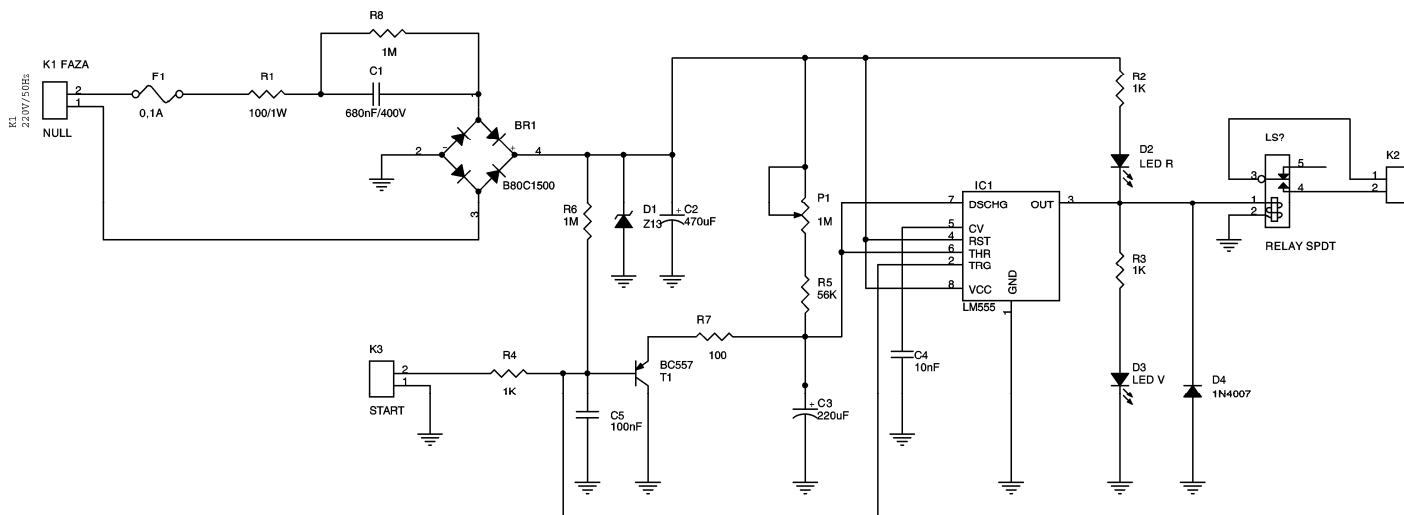 R8
1M
K1 FAZA
K1
220V/50Hz
2
1
NULL
F1
0,1A
R1
100/1W
C1
680nF/400V
BR1
2
-
+
4
B80C1500
3
R6
1M
D1
Z13
+
C2
470uF
P1
1M
R5
56K
R2
1K
D2
LED R
LS?
3
5
4
1
2
RELAY SPDT
K2
1
2
IC1
7
DSCHG
OUT
3
5
CV
4
RST
6
THR
2
TRG
8
VCC
GND
1
LM555
R3
1K
R7
100
K3
2
1
START
R4
1K
BC557
T1
C5
100nF
+
C3
220uF
C4
10nF
D3
LED V
D4
1N4007